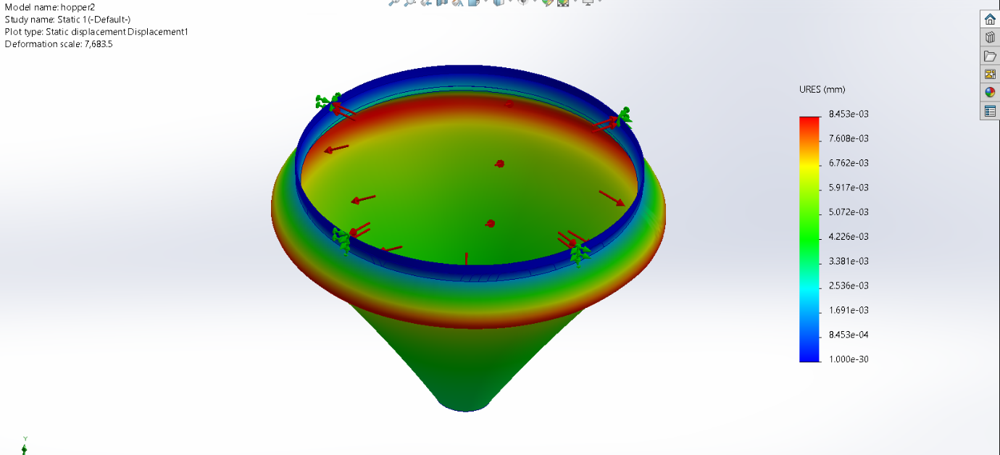 Model name: hopper2
Study name: Static 1(-Default-)
Plot type: Static displacement Displacement1
Deformation scale: 7,683.5
URES (mm)
8.453e-03
7.608e-03
6.762e-03
5.917e-03
5.072e-03
4.226e-03
3.381e-03
2.536e-03
1.691e-03
8.453e-04
1.000e-30
Y